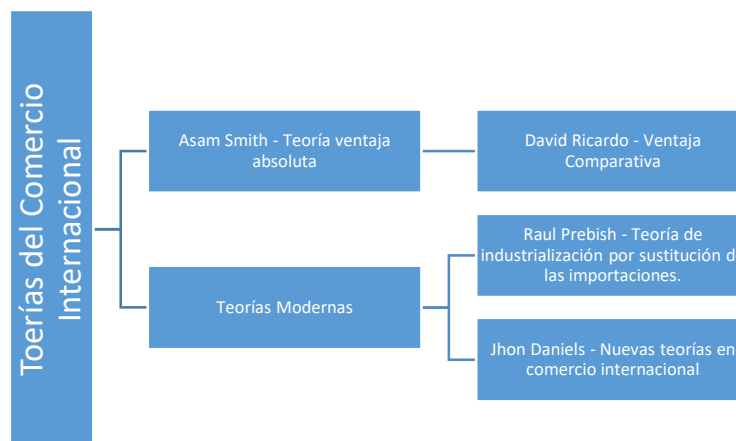 Toerías del Comercio
Internacional
Asam Smith - Teoría ventaja
absoluta
David Ricardo - Ventaja
Comparativa
Teorías Modernas
Raul Prebish - Teoría de
industrialización por sustitución d
las importaciones.
Jhon Daniels - Nuevas teorías en
comercio internacional